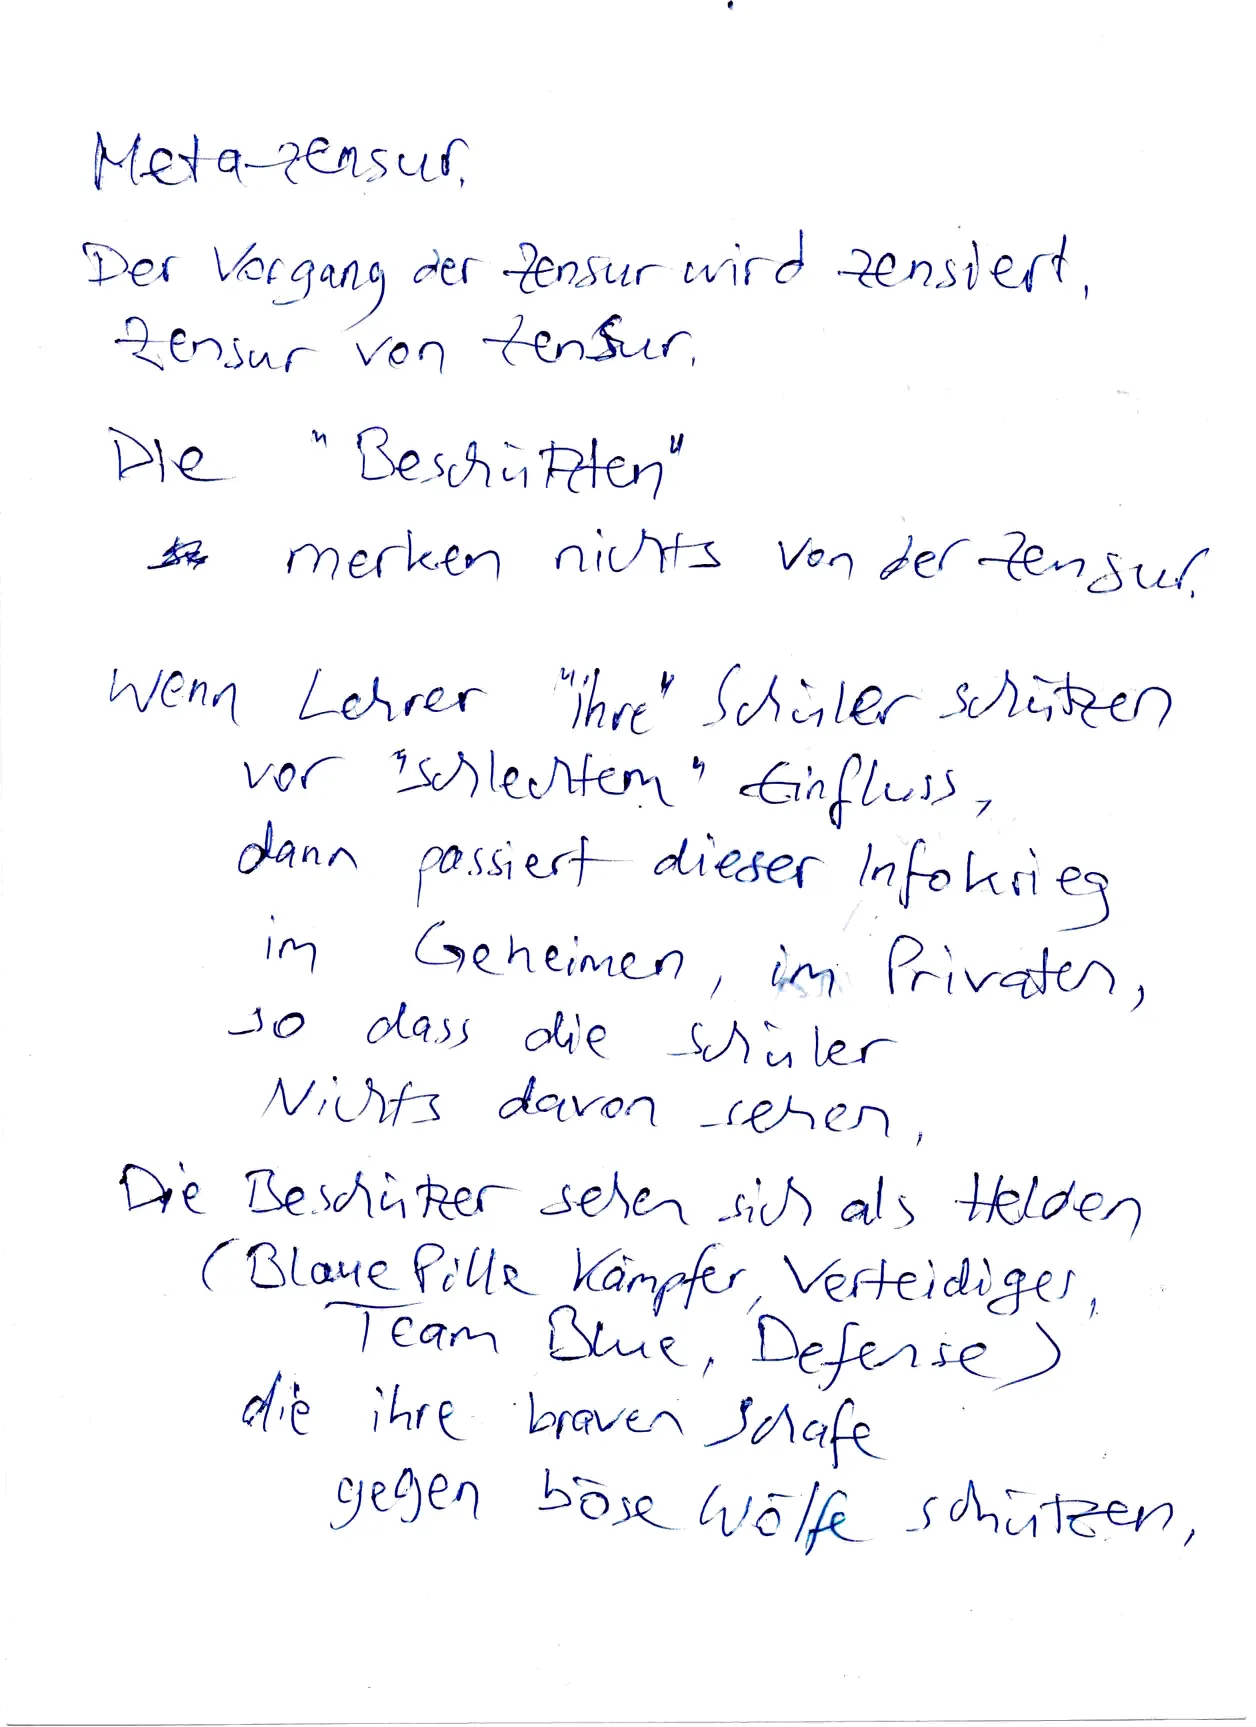 Meta-zensur.
Der Vorgang der Zensur wird zensiert,
Zensur von Zensur.
Die "Beschützten"
merken nichts von der Zensur.
Wenn Lehrer "ihre" Schüler schützen
vor "schlechtem" Einfluss,
dann passiert dieser Infokrieg
im Geheimen, im Privaten,
so dass die Schüler
Nichts davon sehen,
Die Beschützer sehen sich als Helden
(Blaue Pille Kämpfer, Verteidiger,
Team Blue, Defense)
die ihre braven Schafe
gegen böse Wölfe schützen,